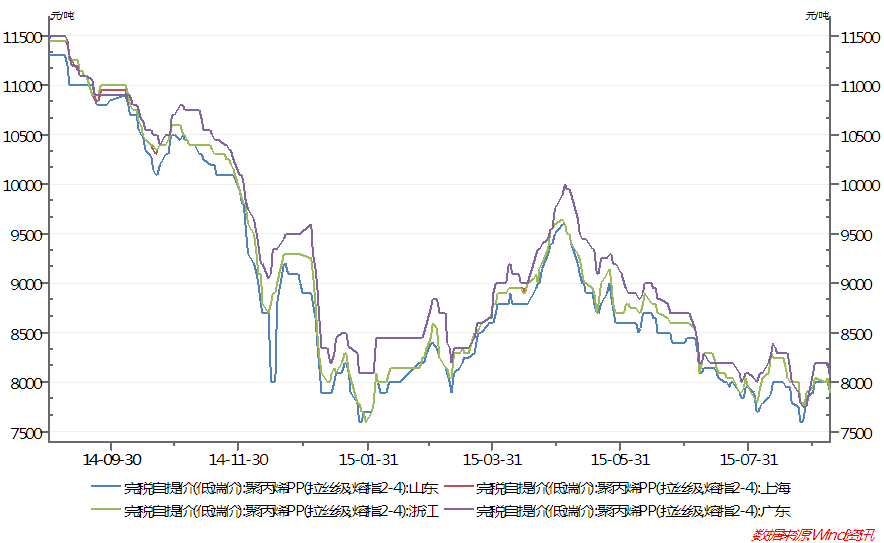 元/吨 元/吨
11500 11500
11000 11000
10500 10500
10000 10000
9500 9500
9000 9000
8500 8500
8000 8000
7500 7500
14-09-30 14-11-30 15-01-31 15-03-31 15-05-31 15-07-31
完税自提价(低端价):聚丙烯PP(拉丝级,熔指2-4):山东 完税自提价(低端价):聚丙烯PP(拉丝级,熔指2-4):上海
完税自提价(低端价):聚丙烯PP(拉丝级,熔指2-4):浙江 完税自提价(低端价):聚丙烯PP(拉丝级,熔指2-4):广东
数据来源:Wind资讯